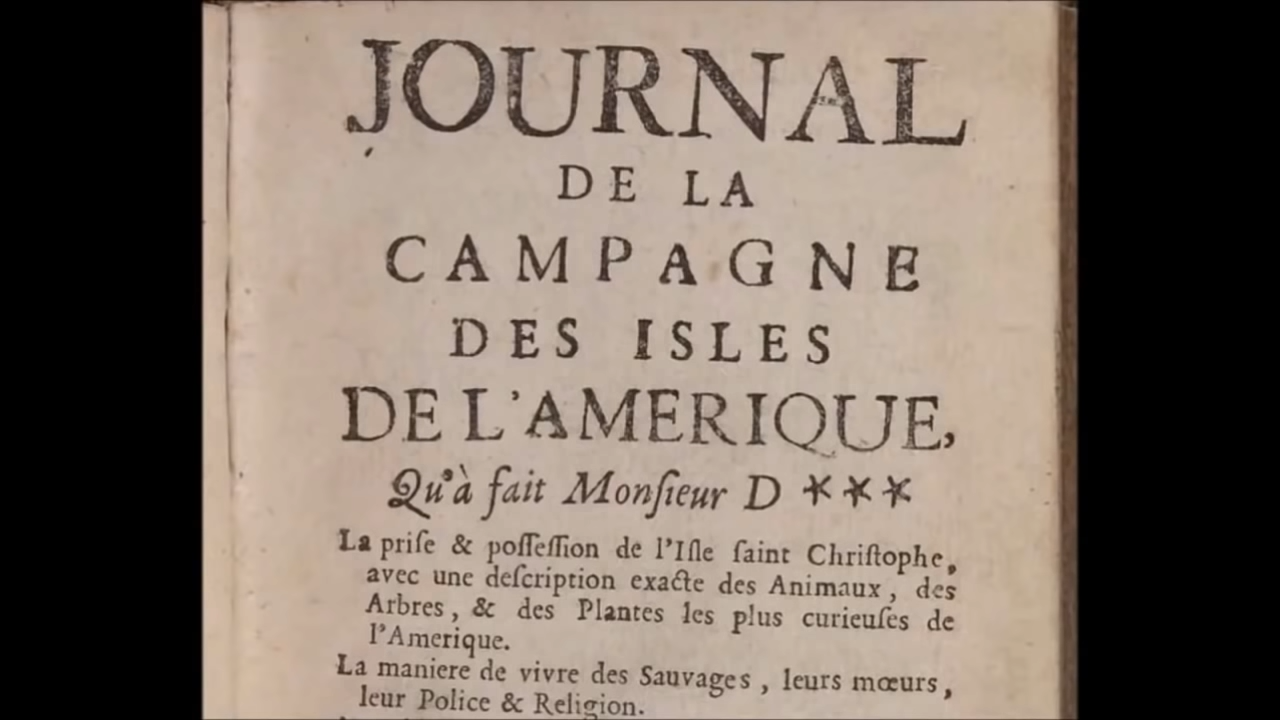 JOURNAL
DE LA
CAMPAGNE
DES ISLES
DE L'AMERIQUE,
Qu'à fait Monſieur D ***
La priſe & poſſeſſion de l'Iſle ſaint Chriſtophe,
avec une deſcription exacte des Animaux, des
Arbres, & des Plantes les plus curieuſes de
l'Amerique.
La maniere de vivre des Sauvages, leurs mœurs,
leur Police & Religion.